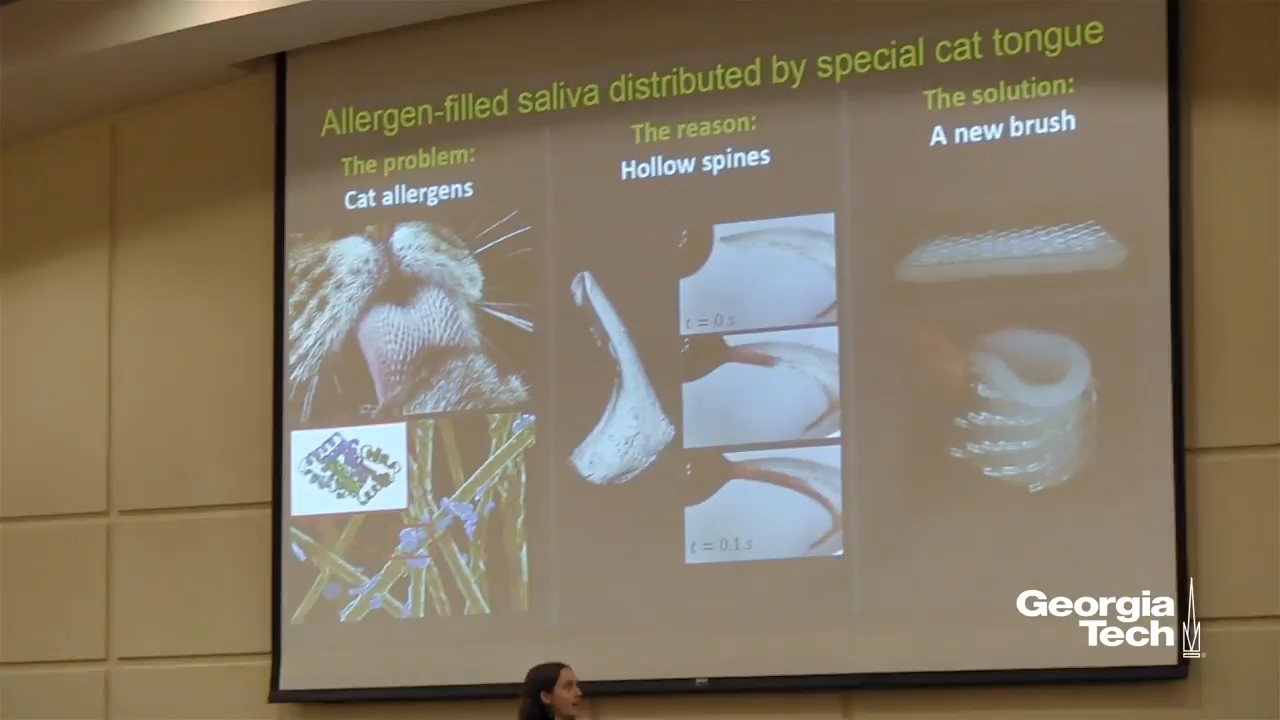 Allergen-filled saliva distributed by special cat tongue
The problem:
Cat allergens
The reason:
Hollow spines
t = 0 s
t = 0.1 s
The solution:
A new brush
Georgia
Tech